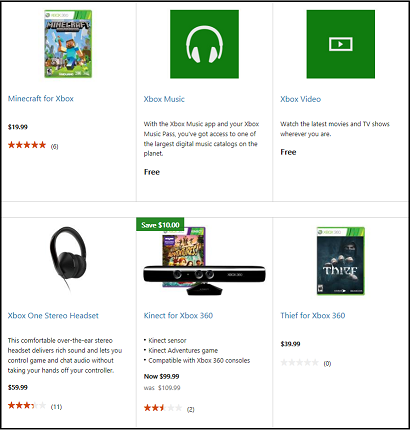 MINECRAFT
Minecraft for Xbox
$19.99
(6)
Xbox Music
With the Xbox Music app and your Xbox
Music Pass, you've got access to one of
the largest digital music catalogs on the
planet.
Free
Xbox Video
Watch the latest movies and TV shows
wherever you are.
Free
Xbox One Stereo Headset
This comfortable over-the-ear stereo
headset delivers rich sound and lets you
control game and chat audio without
taking your hands off your controller.
$59.99
(11)
Save $10.00
KINECT
XBOX 360
Kinect for Xbox 360
• Kinect sensor
• Kinect Adventures game
• Compatible with Xbox 360 consoles
Now $99.99
was $109.99
(2)
XBOX 360
THIEF
Thief for Xbox 360
$39.99
(0)